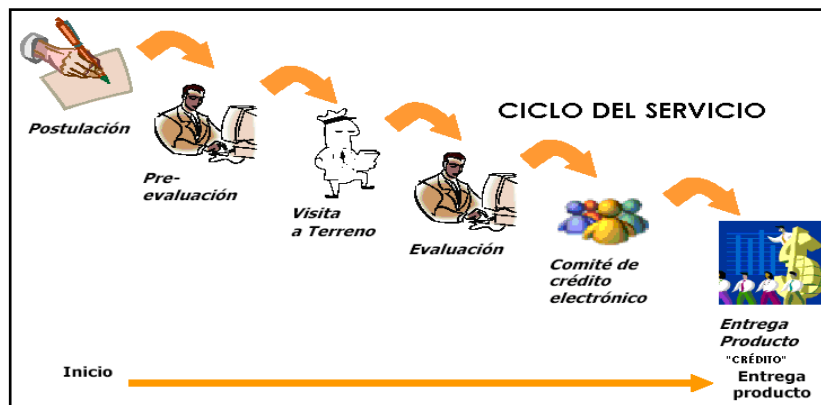 CICLO DEL SERVICIO
Postulación
Pre-
evaluación
Visita
a Terreno
Evaluación
Comité de
crédito
electrónico
Entrega
Producto
"CRÉDITO"
Inicio
Entrega
producto